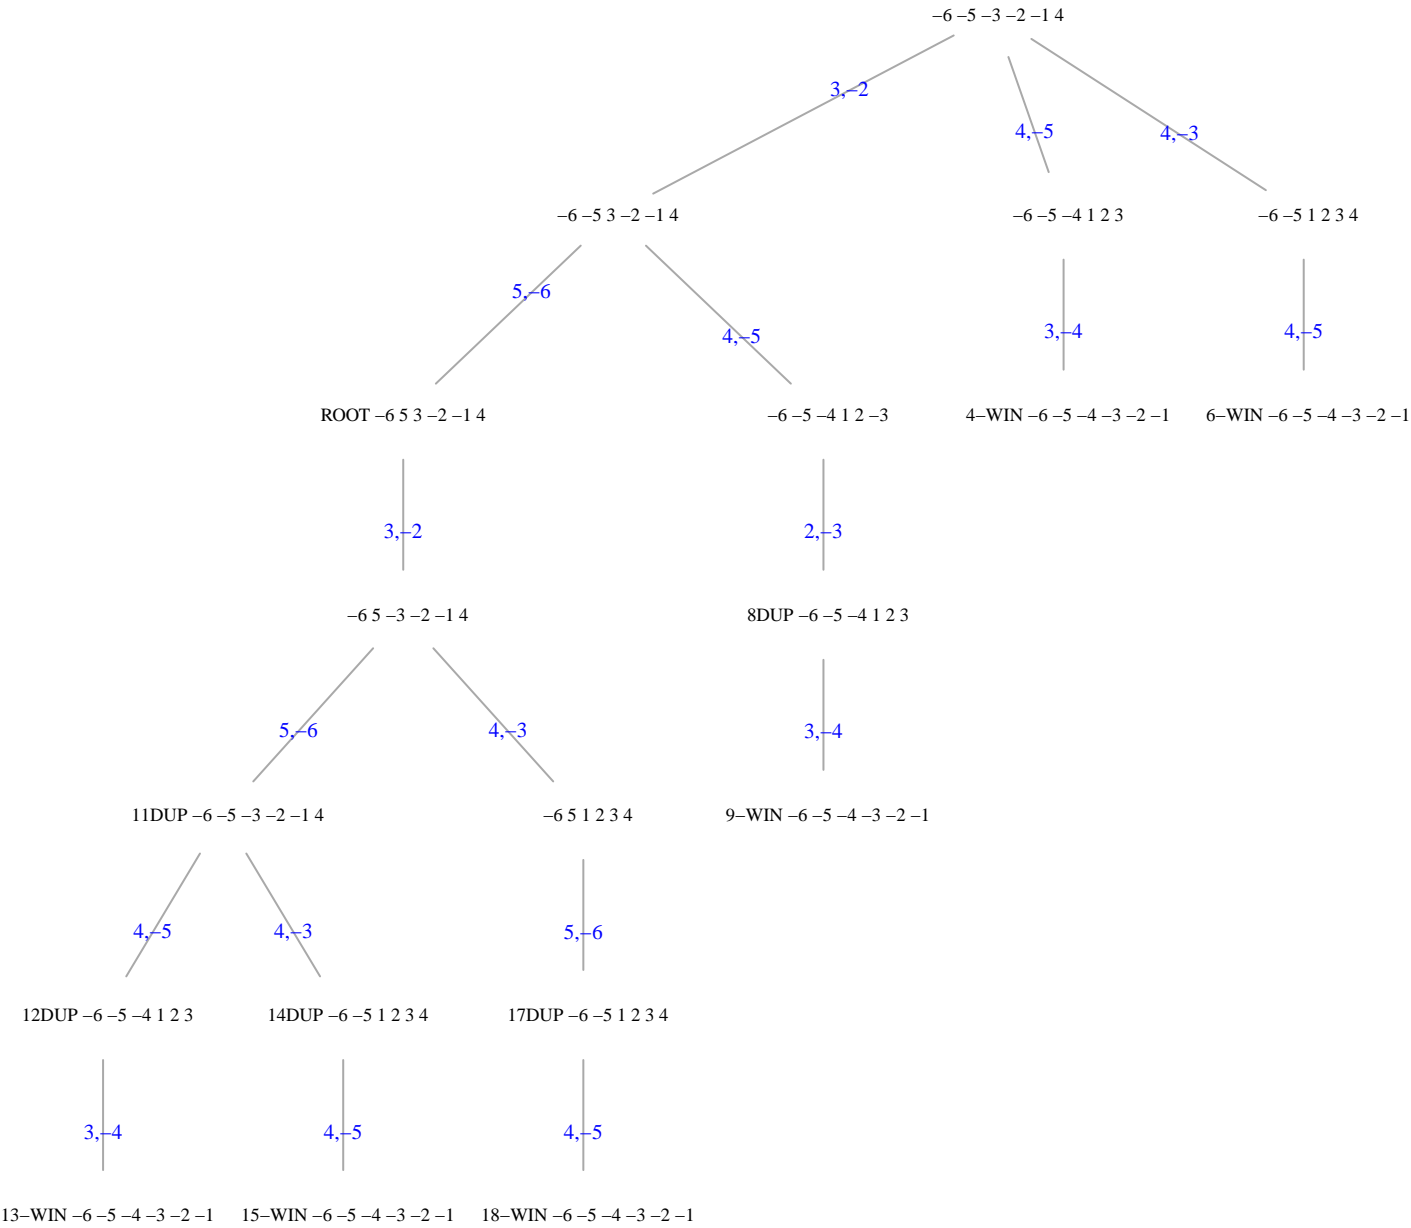 –6 –5 –3 –2 –1 4
3,–2
4,–5
4,–3
–6 –5 3 –2 –1 4
–6 –5 –4 1 2 3
–6 –5 1 2 3 4
5,–6
4,–5
3,–4
4,–5
ROOT –6 5 3 –2 –1 4
–6 –5 –4 1 2 –3
4–WIN –6 –5 –4 –3 –2 –1
6–WIN –6 –5 –4 –3 –2 –1
3,–2
2,–3
–6 5 –3 –2 –1 4
8DUP –6 –5 –4 1 2 3
5,–6
4,–3
3,–4
11DUP –6 –5 –3 –2 –1 4
–6 5 1 2 3 4
9–WIN –6 –5 –4 –3 –2 –1
4,–5
4,–3
5,–6
12DUP –6 –5 –4 1 2 3
14DUP –6 –5 1 2 3 4
17DUP –6 –5 1 2 3 4
3,–4
4,–5
4,–5
13–WIN –6 –5 –4 –3 –2 –1
15–WIN –6 –5 –4 –3 –2 –1
18–WIN –6 –5 –4 –3 –2 –1